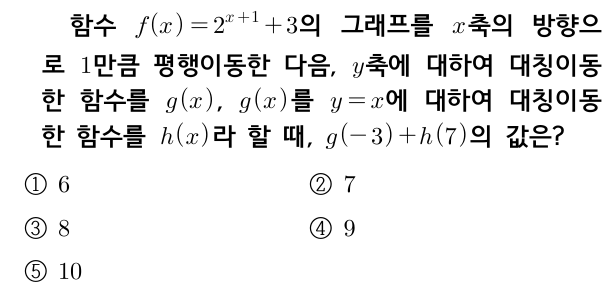 함수 f(x)=2^{x+1}+3의 그래프를 x축의 방향으
로 1만큼 평행이동한 다음, y축에 대하여 대칭이동
한 함수를 g(x), g(x)를 y=x에 대하여 대칭이동
한 함수를 h(x)라 할 때, g(-3)+h(7)의 값은?
① 6 ② 7
③ 8 ④ 9
⑤ 10